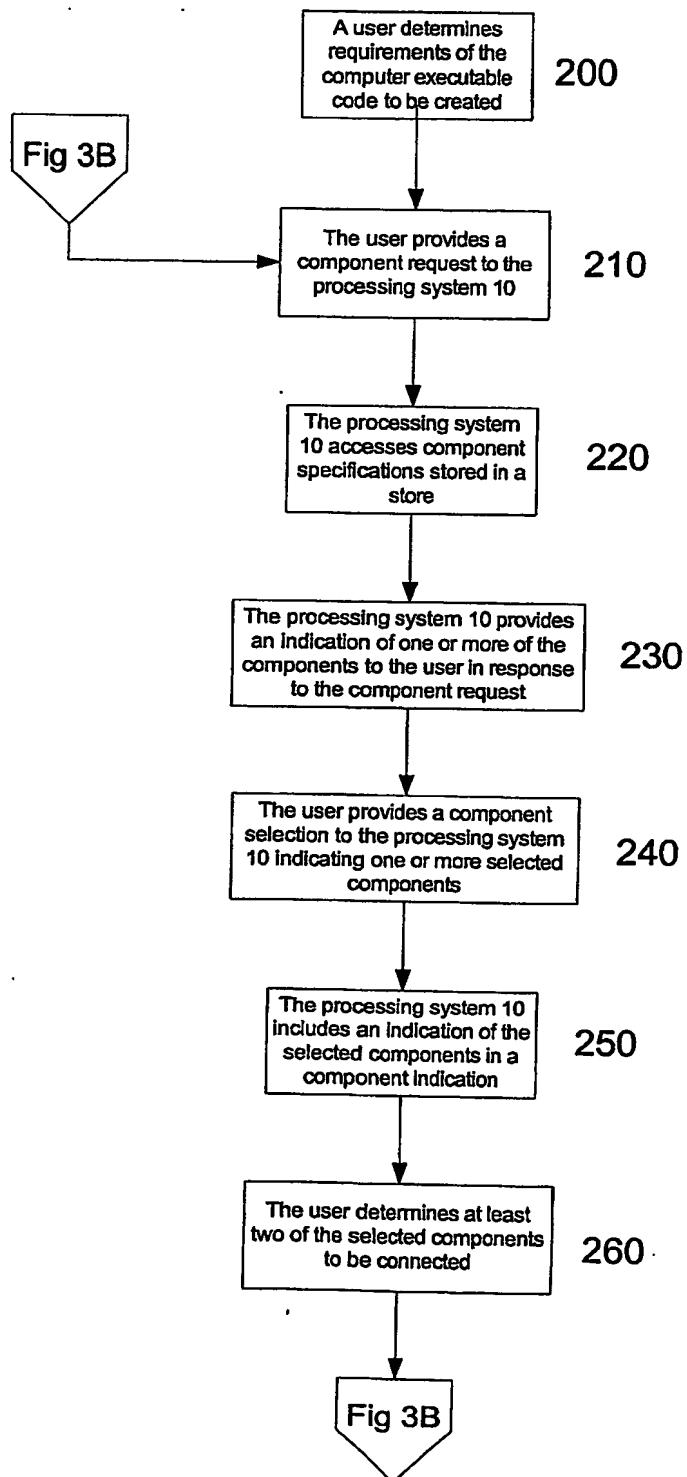 A user determines
requirements of the
computer executable
code to be created
200
Fig 3B
The user provides a
component request to the
processing system 10
210
The processing system
10 accesses component
specifications stored in a
store
220
The processing system 10 provides
an indication of one or more of the
components to the user in response
to the component request
230
The user provides a component
selection to the processing system
10 indicating one or more selected
components
240
The processing system 10
includes an indication of the
selected components in a
component indication
250
The user determines at least
two of the selected components
to be connected
260
Fig 3B